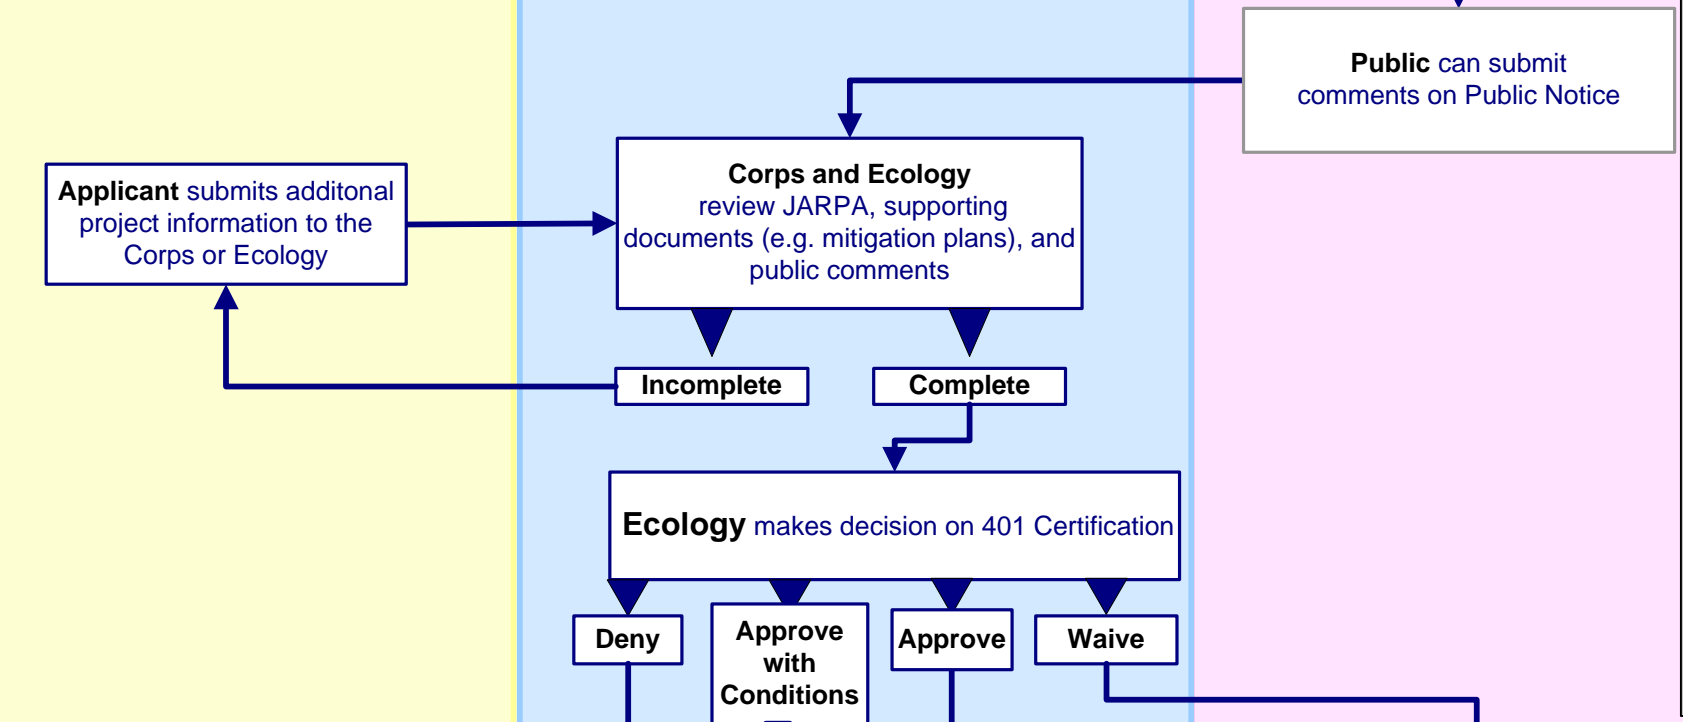 Public can submit
comments on Public Notice
Corps and Ecology
review JARPA, supporting
documents (e.g. mitigation plans), and
public comments
Applicant submits additonal
project information to the
Corps or Ecology
Incomplete
Complete
Ecology makes decision on 401 Certification
Deny
Approve
with
Conditions
Approve
Waive